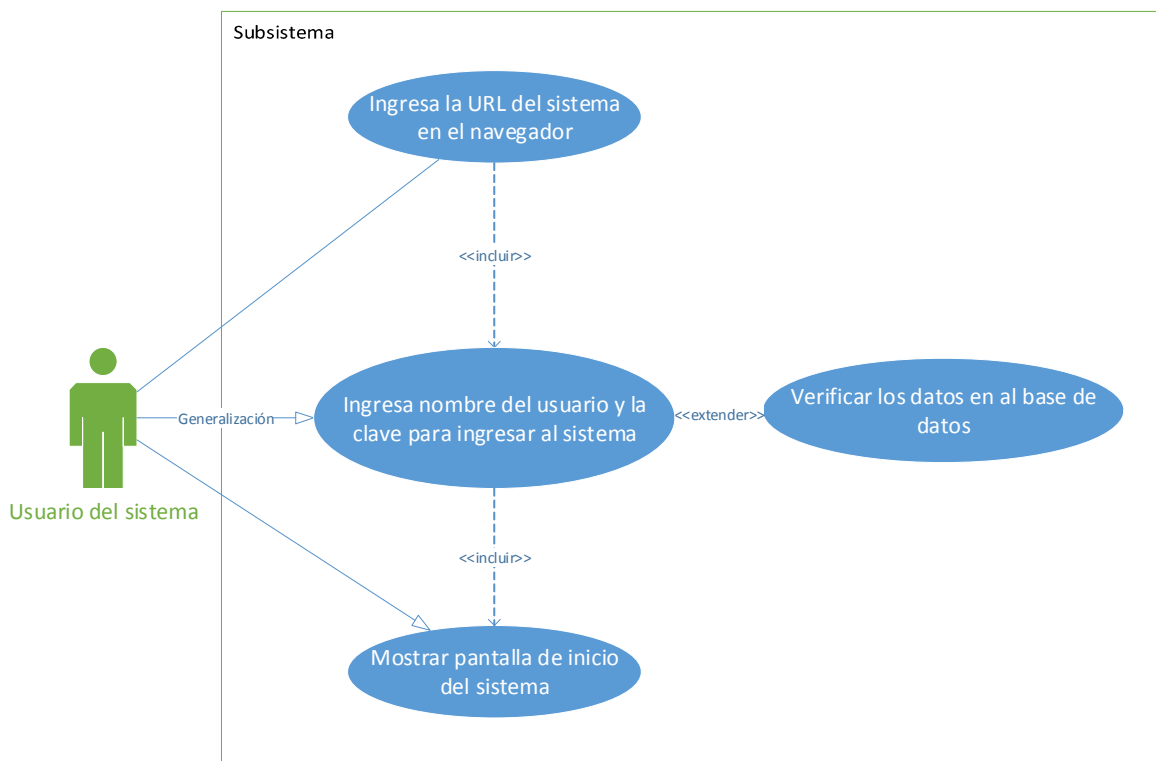 Subsistema
Ingresa la URL del sistema
en el navegador
<<incluir>>
Generalización
Ingresa nombre del usuario y la
clave para ingresar al sistema
<<extender>>
Verificar los datos en al base de
datos
Usuario del sistema
<<incluir>>
Mostrar pantalla de inicio
del sistema